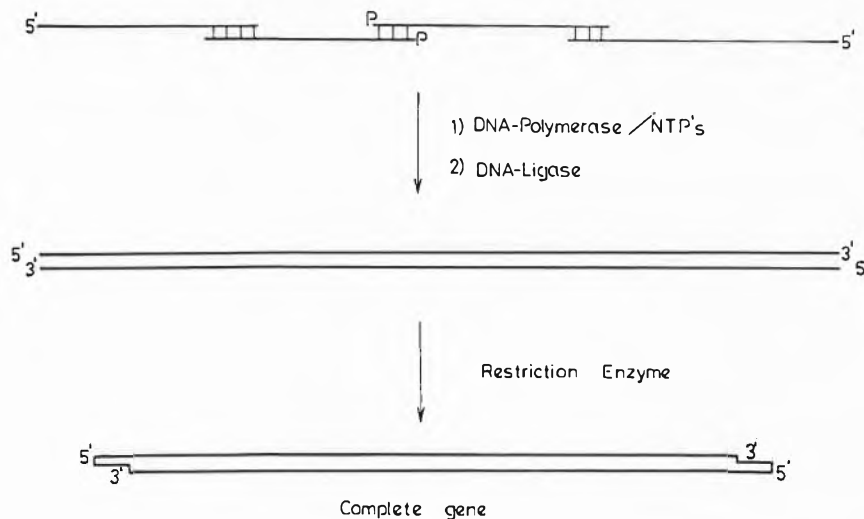 5' P P 5'
1) DNA-Polymerase /NTP's
2) DNA-Ligase
5' 3'
3' 5
Restriction Enzyme
5' 3'
3' 5'
Complete gene